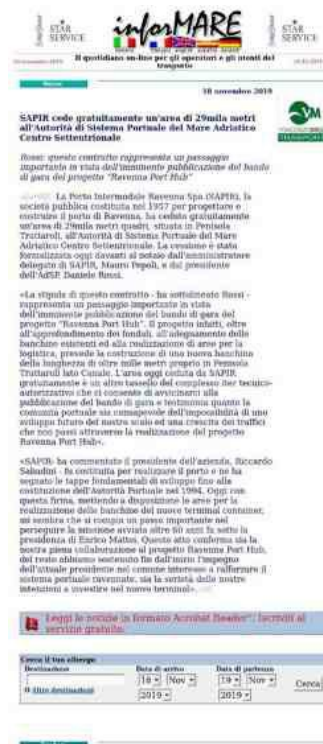 STAR
SERVICE
inforMARE
STAR
SERVICE
Il quotidiano on-line per gli operatori e gli utenti del
trasporto
18 novembre 2019
SAPIR cede gratuitamente un'area di 29mila metri
all'Autorità di Sistema Portuale del Mare Adriatico
Centro Settentrionale
Rossi: questo contratto rappresenta un passaggio
importante in vista dell'imminente pubblicazione del bando
di gara del progetto "Ravenna Port Hub"
La Porto Intermodale Ravenna Spa (SAPIR), la
società pubblica costituita nel 1957 per progettare e
costruire il porto di Ravenna, ha ceduto gratuitamente
un'area di 29mila metri quadri, situata in Penisola
Trattaroli, all'Autorità di Sistema Portuale del Mare
Adriatico Centro Settentrionale. La cessione è stata
formalizzata oggi davanti al notaio dall'amministratore
delegato di SAPIR, Mauro Pepoli, e dal presidente
dell'AdSP, Daniele Rossi.
«La stipula di questo contratto - ha sottolineato Rossi -
rappresenta un passaggio importante in vista
dell'imminente pubblicazione del bando di gara del
progetto "Ravenna Port Hub". Il progetto infatti, oltre
all'approfondimento dei fondali, all'adeguamento delle
banchine esistenti ed alla realizzazione di aree per la
logistica, prevede la costruzione di una nuova banchina
della lunghezza di oltre mille metri proprio in Penisola
Trattaroli lato Canale. L'area oggi ceduta da SAPIR
gratuitamente è un altro tassello del complesso iter tecnico-
autorizzativo che ci consente di avvicinarci alla
pubblicazione del bando di gara e testimonia quanto la
comunità portuale sia consapevole dell'impossibilità di uno
sviluppo futuro del nostro scalo ed una crescita dei traffici
che non passi attraverso la realizzazione del progetto
Ravenna Port Hub».
«SAPIR- ha commentato il presidente dell'azienda, Riccardo
Sabadini - fu costituita per realizzare il porto e ne ha
segnato le tappe fondamentali di sviluppo fino alla
costituzione dell'Autorità Portuale nel 1994. Oggi con
questa firma, mettendo a disposizione le aree per la
realizzazione delle banchine del nuovo terminal container,
mi sembra che si compia un passo importante nel
perseguire la missione avviata oltre 60 anni fa sotto la
presidenza di Enrico Mattei. Questo atto conferma sia la
nostra piena collaborazione al progetto Ravenna Port Hub,
del resto abbiamo sostenuto fin dall'inizio l'impegno
dell'attuale presidente nel comune interesse a rafforzare il
sistema portuale ravennate, sia la serietà delle nostre
intenzioni a investire nel nuovo terminal».
Leggi le notizie in formato Acrobat Reader®. Iscriviti al
servizio gratuito.
Cerca il tuo albergo
Destinazione
Data di arrivo
Data di partenza
18 Nov
19 Nov
Cerca
Altre destinazioni
2019
2019